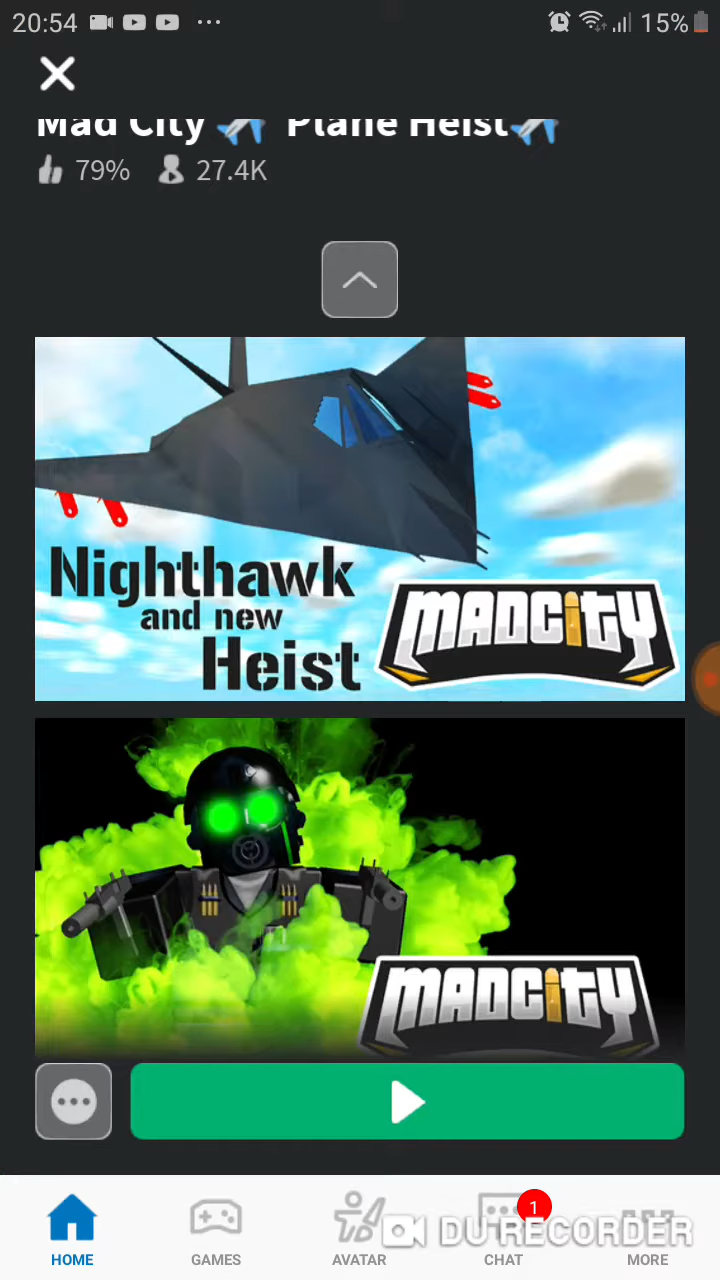 20:54 15%
Mad City Plane Heist
79% 27.4K
Nighthawk
and new
Heist
MADCITY
MADCITY
1
DU RECORDER
HOME GAMES AVATAR CHAT MORE